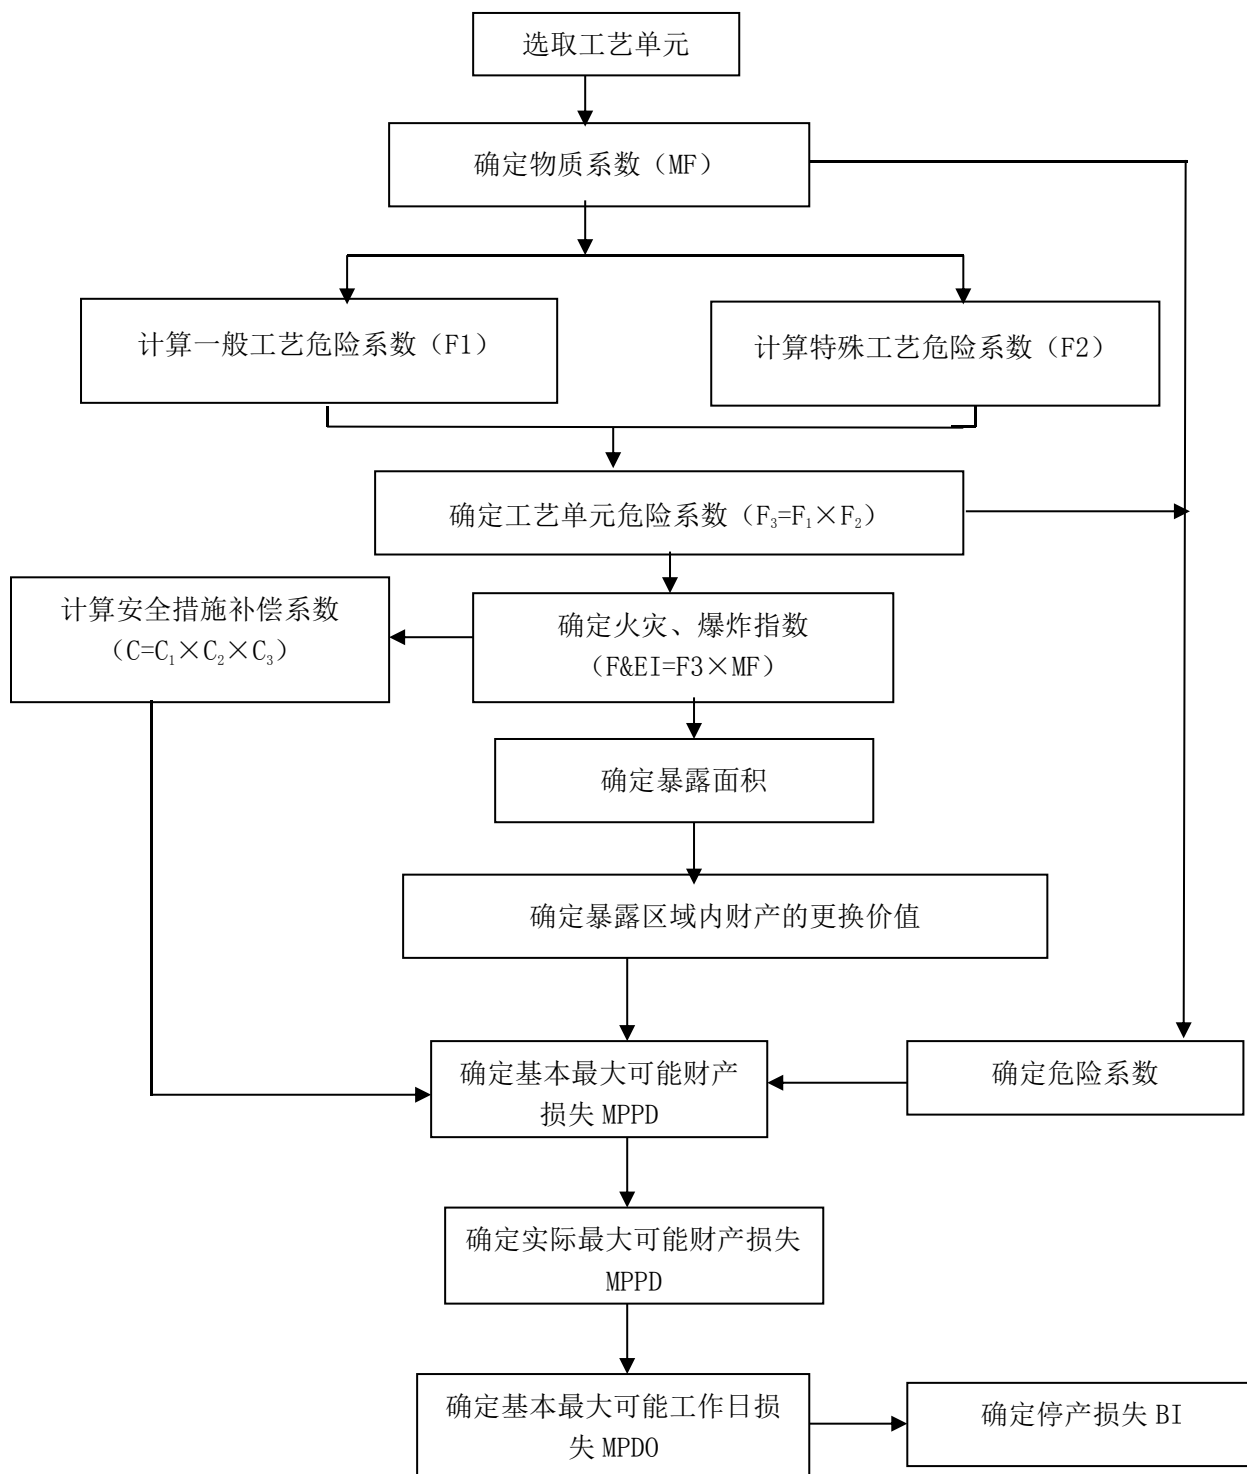 选取工艺单元
确定物质系数（MF）
计算一般工艺危险系数（F1）
计算特殊工艺危险系数（F2）
确定工艺单元危险系数（F₃=F₁×F₂）
计算安全措施补偿系数
（C=C₁×C₂×C₃）
确定火灾、爆炸指数
（F&EI=F3×MF）
确定暴露面积
确定暴露区域内财产的更换价值
确定基本最大可能财产
损失 MPPD
确定危险系数
确定实际最大可能财产损失
MPPD
确定基本最大可能工作日损
失 MPDO
确定停产损失 BI